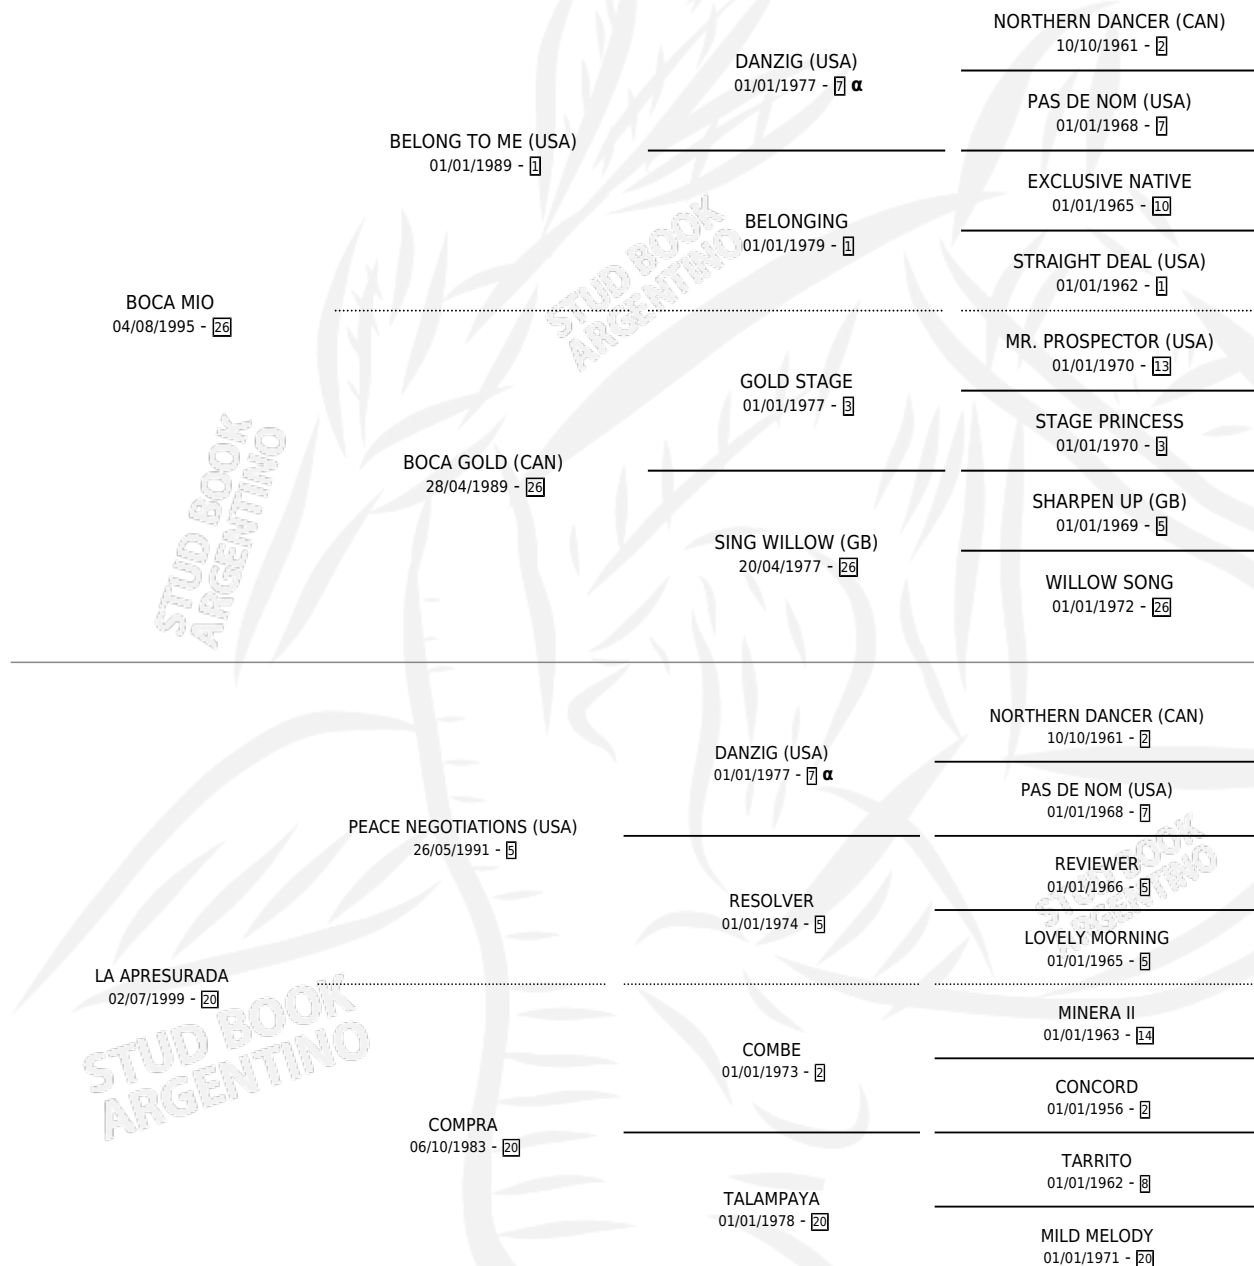 NORTHERN DANCER (CAN)
10/10/1961 - 2
DANZIG (USA)
01/01/1977 - 7 α
PAS DE NOM (USA)
01/01/1968 - 7
BELONG TO ME (USA)
01/01/1989 - 1
EXCLUSIVE NATIVE
01/01/1965 - 10
BELONGING
01/01/1979 - 1
STRAIGHT DEAL (USA)
01/01/1962 - 1
BOCA MIO
04/08/1995 - 26
MR. PROSPECTOR (USA)
01/01/1970 - 13
GOLD STAGE
01/01/1977 - 3
STAGE PRINCESS
01/01/1970 - 3
BOCA GOLD (CAN)
28/04/1989 - 26
SHARPEN UP (GB)
01/01/1969 - 5
SING WILLOW (GB)
20/04/1977 - 26
WILLOW SONG
01/01/1972 - 26
NORTHERN DANCER (CAN)
10/10/1961 - 2
DANZIG (USA)
01/01/1977 - 7 α
PAS DE NOM (USA)
01/01/1968 - 7
PEACE NEGOTIATIONS (USA)
26/05/1991 - 5
REVIEWER
01/01/1966 - 5
RESOLVER
01/01/1974 - 5
LOVELY MORNING
01/01/1965 - 5
LA APRESURADA
02/07/1999 - 20
MINERA II
01/01/1963 - 14
COMBE
01/01/1973 - 2
CONCORD
01/01/1956 - 2
COMPRA
06/10/1983 - 20
TARRITO
01/01/1962 - 8
TALAMPAYA
01/01/1978 - 20
MILD MELODY
01/01/1971 - 20
STUD BOOK
ARGENTINO
STUD BOOK
ARGENTINO
STUD BOOK
ARGENTINO
STUD BOOK
ARGENTINO